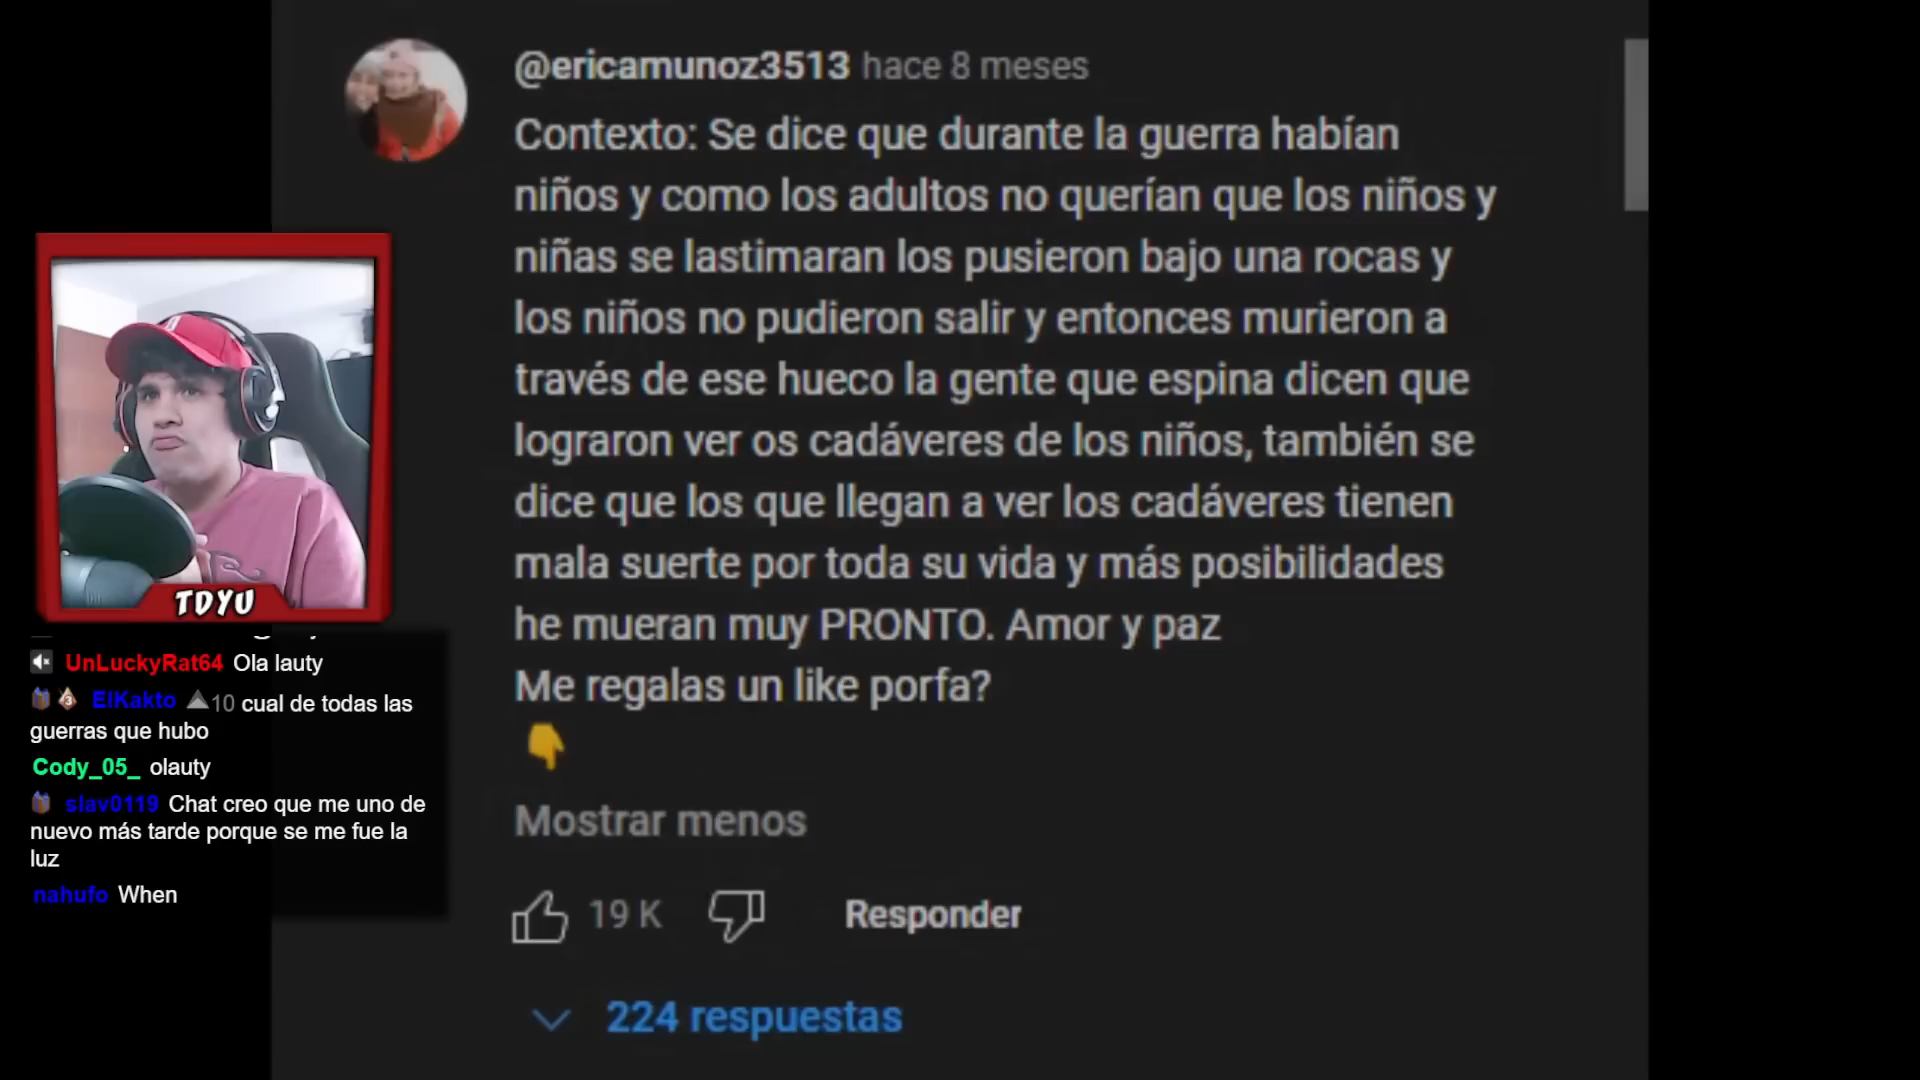 @ericamunoz3513 hace 8 meses
Contexto: Se dice que durante la guerra habían
niños y como los adultos no querían que los niños y
niñas se lastimaran los pusieron bajo una rocas y
los niños no pudieron salir y entonces murieron a
través de ese hueco la gente que espina dicen que
lograron ver os cadáveres de los niños, también se
dice que los que llegan a ver los cadáveres tienen
mala suerte por toda su vida y más posibilidades
he mueran muy PRONTO. Amor y paz
Me regalas un like porfa?
👇
Mostrar menos
19 K Responder
224 respuestas
TDYU
UnLuckyRat64 Ola lauty
ElKakto 10 cual de todas las
guerras que hubo
Cody_05_ olauty
slav0119 Chat creo que me uno de
nuevo más tarde porque se me fue la
luz
nahufo When